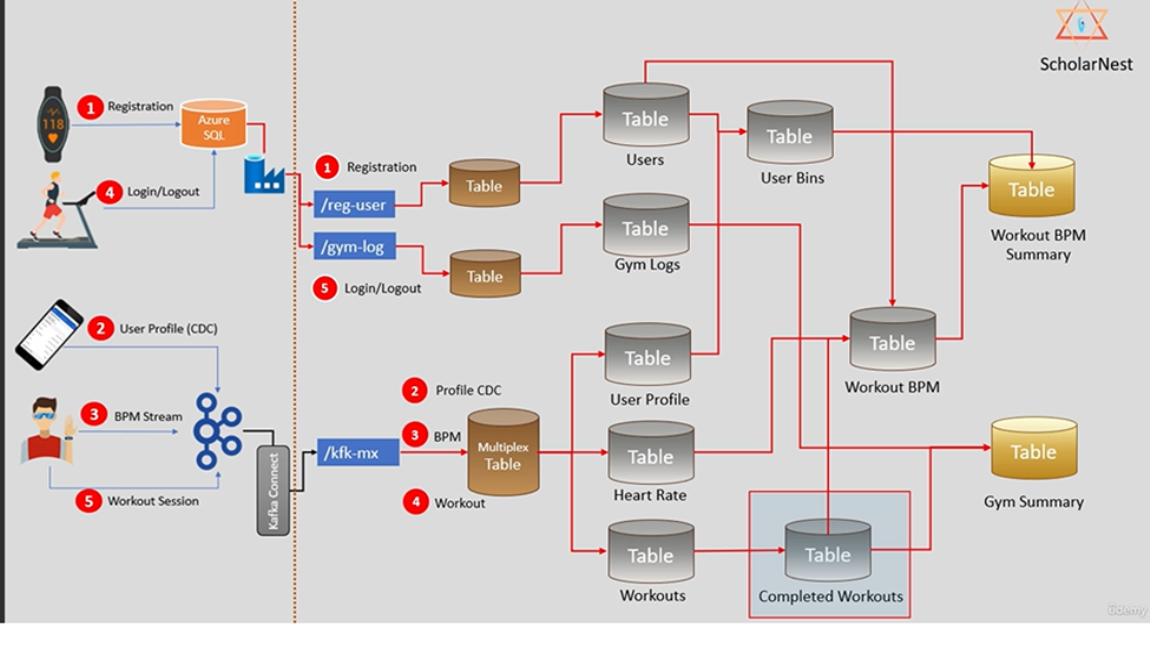 ScholarNest
1
Registration
118
Azure
SQL
4
Login/Logout
1
Registration
/reg-user
Table
/gym-log
Table
5
Login/Logout
Table
Users
Table
User Bins
Table
Gym Logs
Table
Workout BPM
Summary
2
User Profile (CDC)
3
BPM Stream
5
Workout Session
Kafka Connect
/kfk-mx
2
Profile CDC
3
BPM
4
Workout
Multiplex
Table
Table
User Profile
Table
Heart Rate
Table
Workouts
Table
Workout BPM
Table
Gym Summary
Table
Completed Workouts
ûdemy